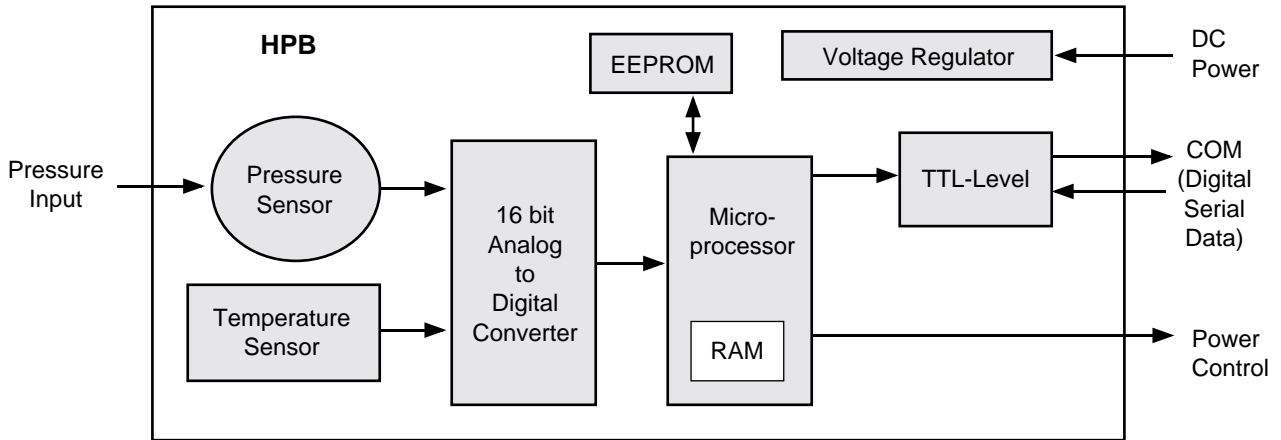 HPB
EEPROM
Voltage Regulator
DC
Power
Pressure
Input
Pressure
Sensor
16 bit
Analog
to
Digital
Converter
Micro-
processor
RAM
TTL-Level
COM
(Digital
Serial
Data)
Temperature
Sensor
Power
Control